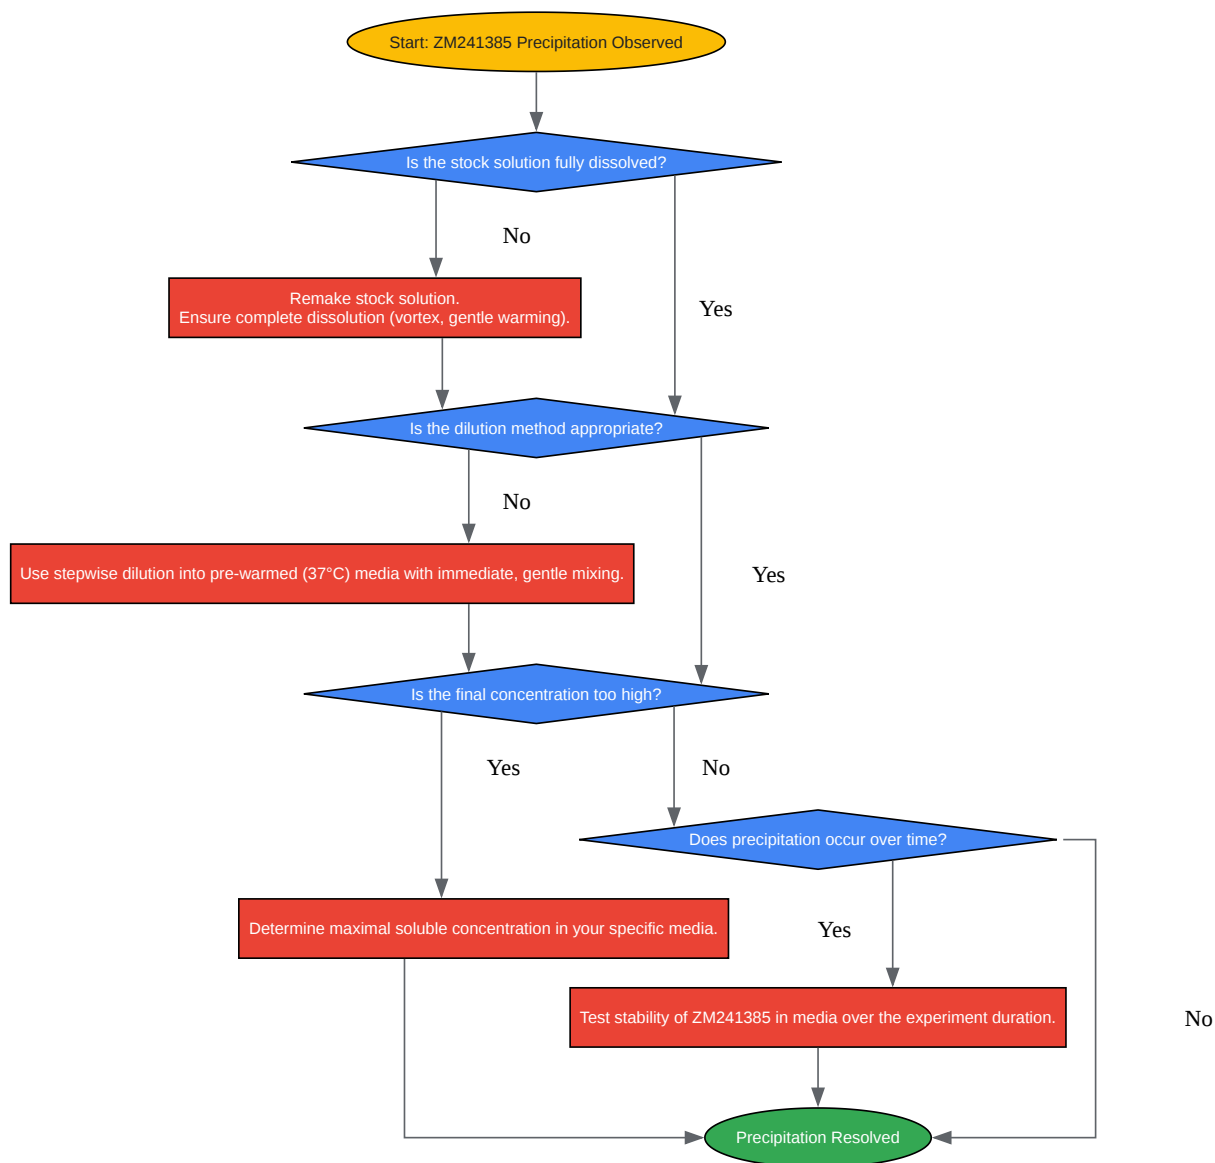 Start: ZM241385 Precipitation Observed
Is the stock solution fully dissolved?
No
Remake stock solution.
Ensure complete dissolution (vortex, gentle warming).
Yes
Is the dilution method appropriate?
No
Use stepwise dilution into pre-warmed (37°C) media with immediate, gentle mixing.
Yes
Is the final concentration too high?
Yes
No
Does precipitation occur over time?
Determine maximal soluble concentration in your specific media.
Yes
Test stability of ZM241385 in media over the experiment duration.
No
Precipitation Resolved